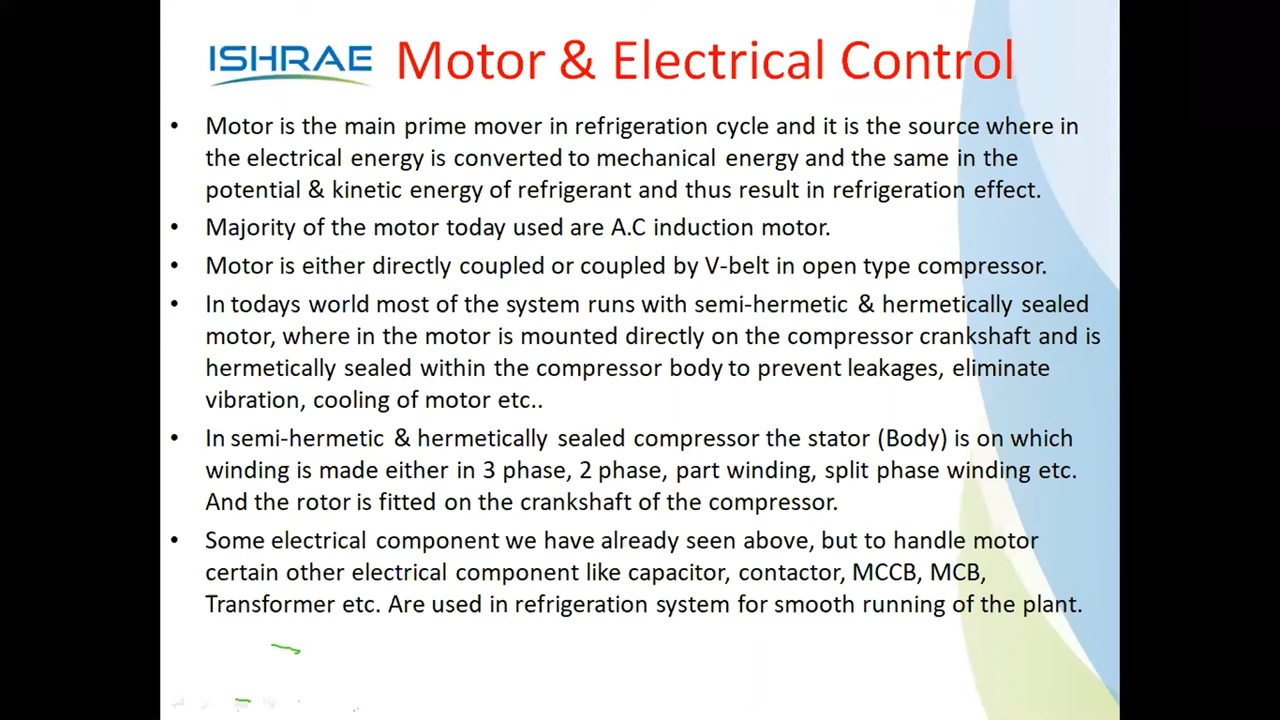 ISHRAE Motor & Electrical Control
• Motor is the main prime mover in refrigeration cycle and it is the source where in
the electrical energy is converted to mechanical energy and the same in the
potential & kinetic energy of refrigerant and thus result in refrigeration effect.
• Majority of the motor today used are A.C induction motor.
• Motor is either directly coupled or coupled by V-belt in open type compressor.
• In todays world most of the system runs with semi-hermetic & hermetically sealed
motor, where in the motor is mounted directly on the compressor crankshaft and is
hermetically sealed within the compressor body to prevent leakages, eliminate
vibration, cooling of motor etc..
• In semi-hermetic & hermetically sealed compressor the stator (Body) is on which
winding is made either in 3 phase, 2 phase, part winding, split phase winding etc.
And the rotor is fitted on the crankshaft of the compressor.
• Some electrical component we have already seen above, but to handle motor
certain other electrical component like capacitor, contactor, MCCB, MCB,
Transformer etc. Are used in refrigeration system for smooth running of the plant.